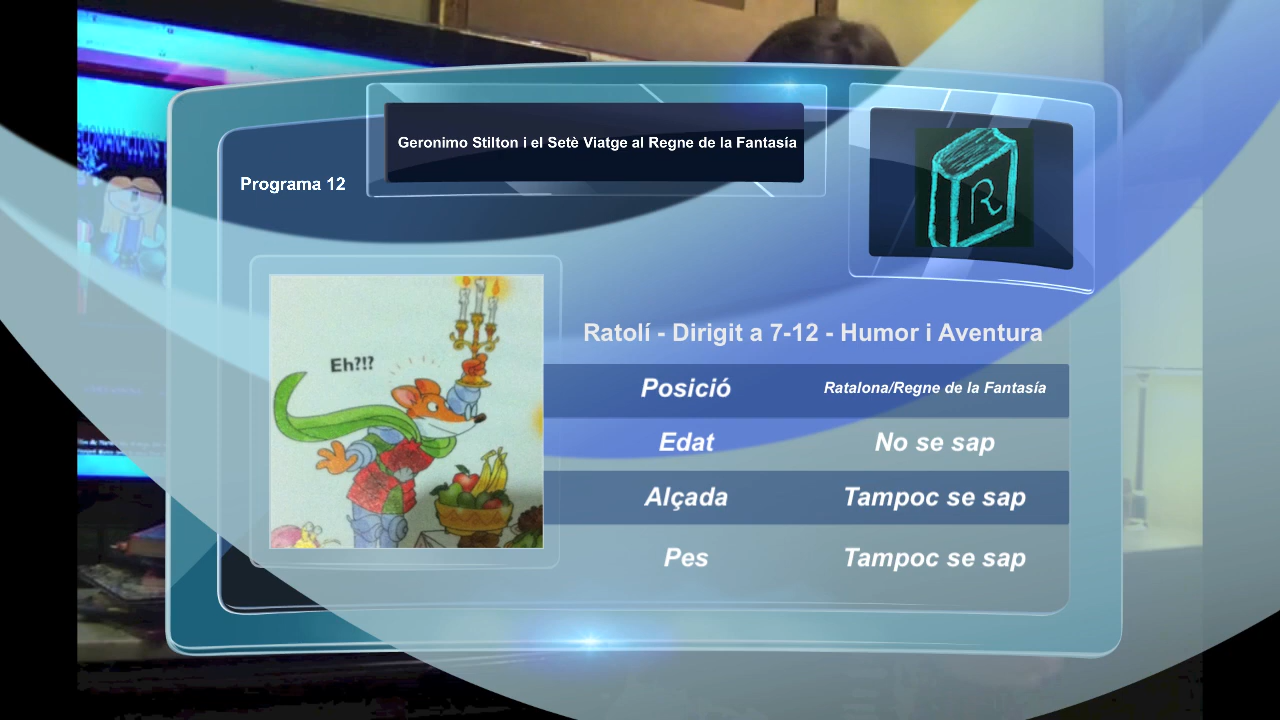 Geronimo Stilton i el Setè Viatge al Regne de la Fantasía
Programa 12
R
Eh?!?
Ratolí - Dirigit a 7-12 - Humor i Aventura
Posició Ratalona/Regne de la Fantasía
Edat No se sap
Alçada Tampoc se sap
Pes Tampoc se sap